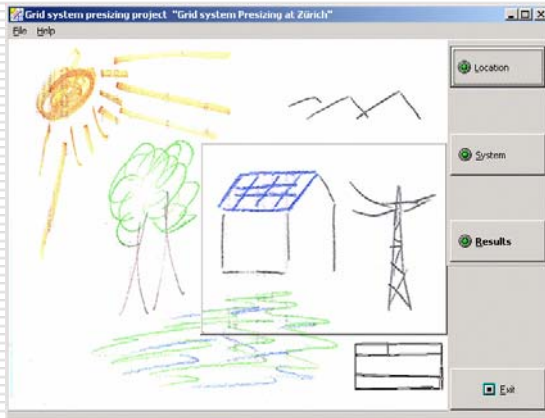 Grid system presizing project "Grid system Presizing at Zürich"
File Help
Location
System
Results
Exit